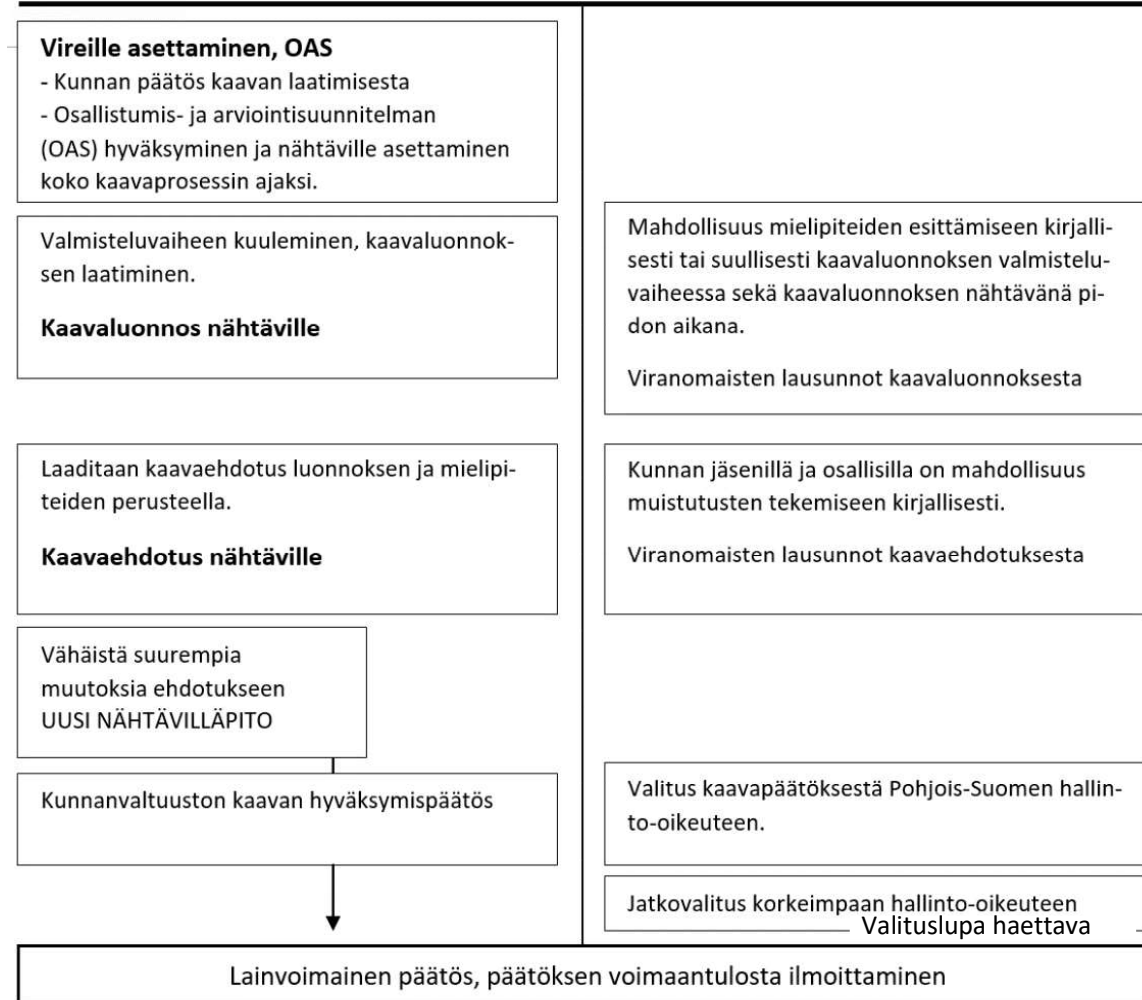 Vireille asettaminen, OAS
- Kunnan päätös kaavan laatimisesta
- Osallistumis- ja arviointisuunnitelman
(OAS) hyväksyminen ja nähtäville asettaminen
koko kaavaprosessin ajaksi.
Valmisteluvaiheen kuuleminen, kaavaluonnok-
sen laatiminen.
Kaavaluonnos nähtäville
Mahdollisuus mielipiteiden esittämiseen kirjalli-
sesti tai suullisesti kaavaluonnoksen valmistelu-
vaiheessa sekä kaavaluonnoksen nähtävänä pi-
don aikana.
Viranomaisten lausunnot kaavaluonnoksesta
Laaditaan kaavaehdotus luonnoksen ja mielipi-
teiden perusteella.
Kaavaehdotus nähtäville
Kunnan jäsenillä ja osallisilla on mahdollisuus
muistutusten tekemiseen kirjallisesti.
Viranomaisten lausunnot kaavaehdotuksesta
Vähäistä suurempia
muutoksia ehdotukseen
UUSI NÄHTÄVILLÄPITO
Kunnanvaltuuston kaavan hyväksymispäätös
Valitus kaavapäätöksestä Pohjois-Suomen hallin-
to-oikeuteen.
Jatkovalitus korkeimpaan hallinto-oikeuteen
Valituslupa haettava
Lainvoimainen päätös, päätöksen voimaantulosta ilmoittaminen